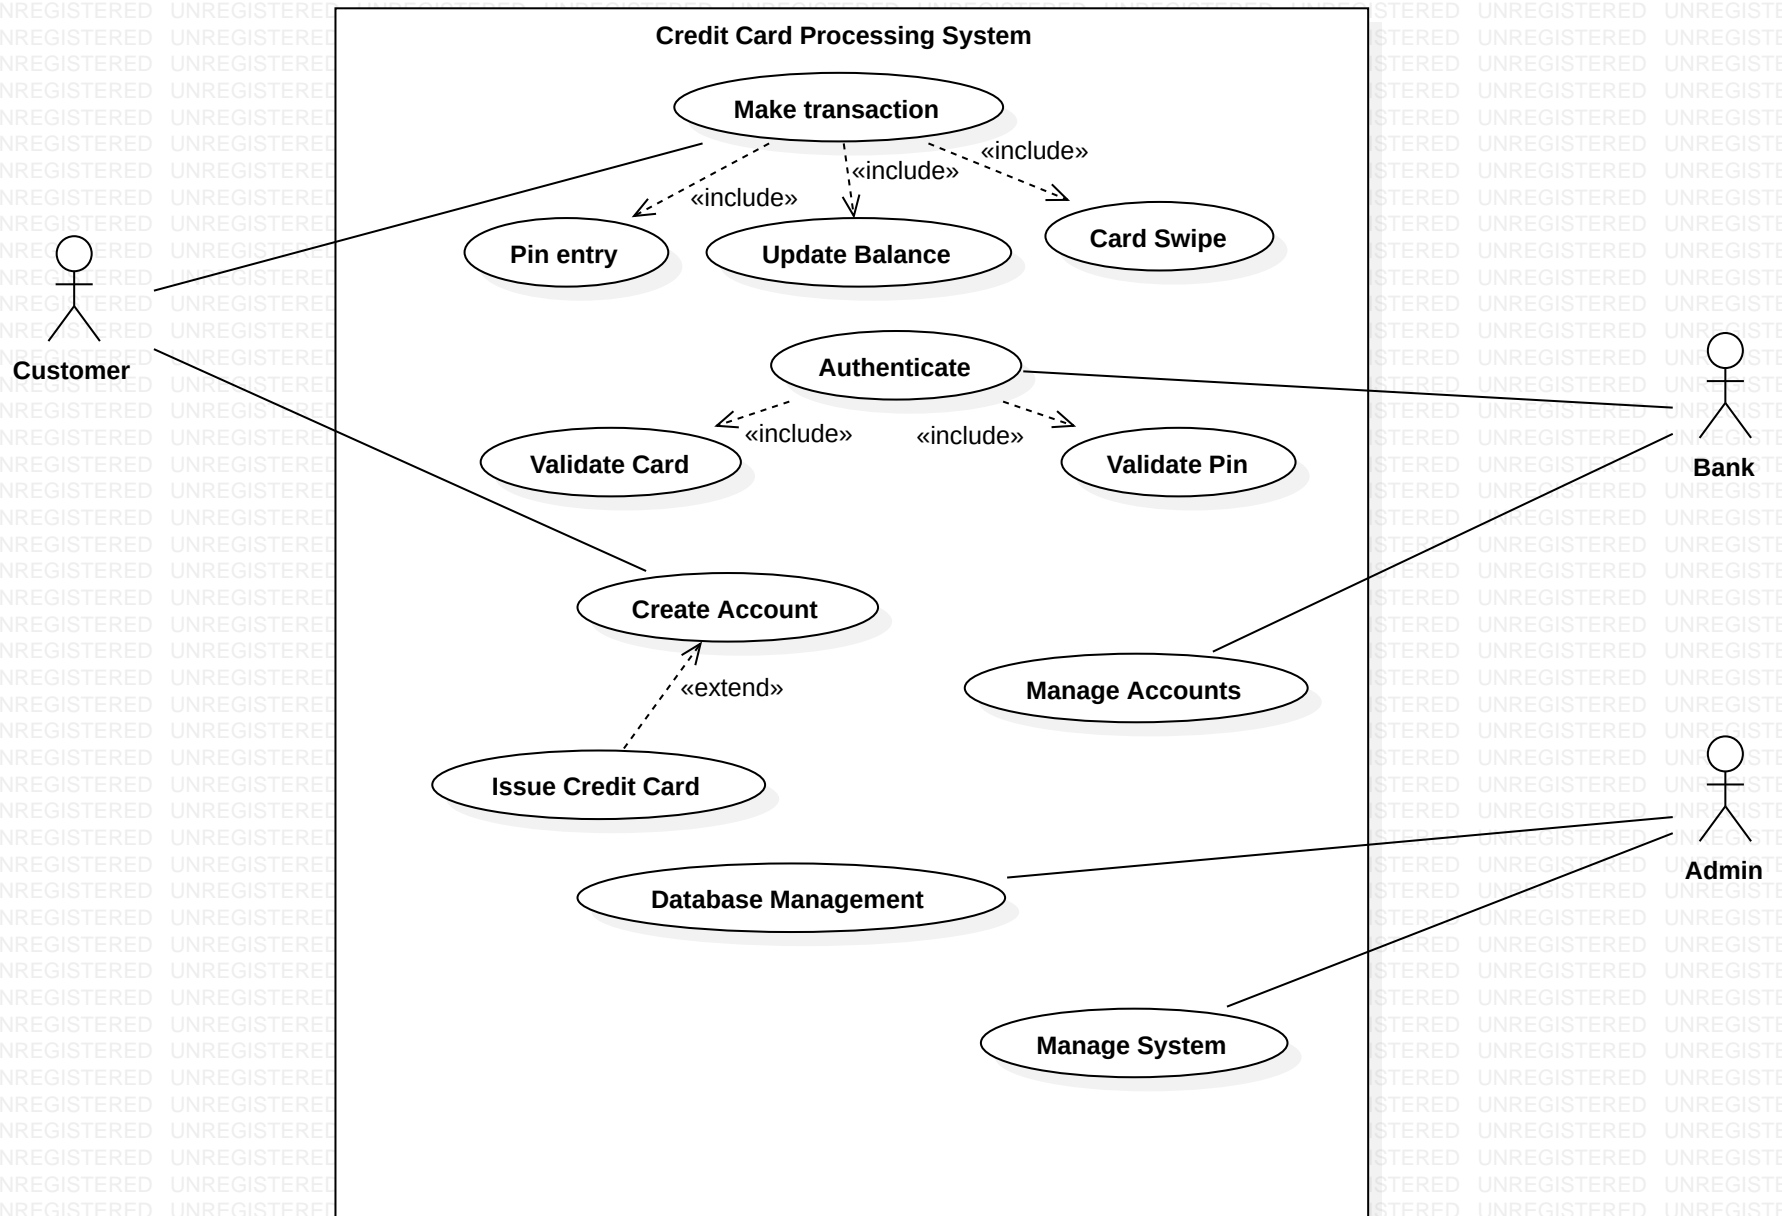 Credit Card Processing System
Make transaction
«include»
«include»
«include»
Pin entry
Update Balance
Card Swipe
Customer
Authenticate
Bank
«include»
«include»
Validate Card
Validate Pin
Create Account
«extend»
Manage Accounts
Issue Credit Card
Admin
Database Management
Manage System
UNREGISTERED